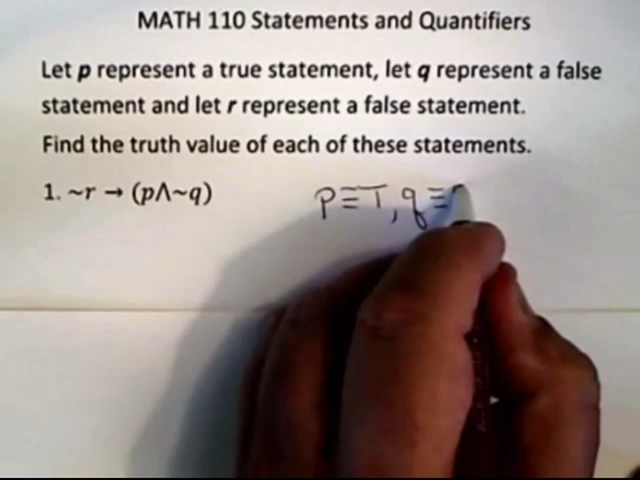 MATH 110 Statements and Quantifiers
Let p represent a true statement, let q represent a false
statement and let r represent a false statement.
Find the truth value of each of these statements.
1. ~r → (p∧~q) p≡T, q≡